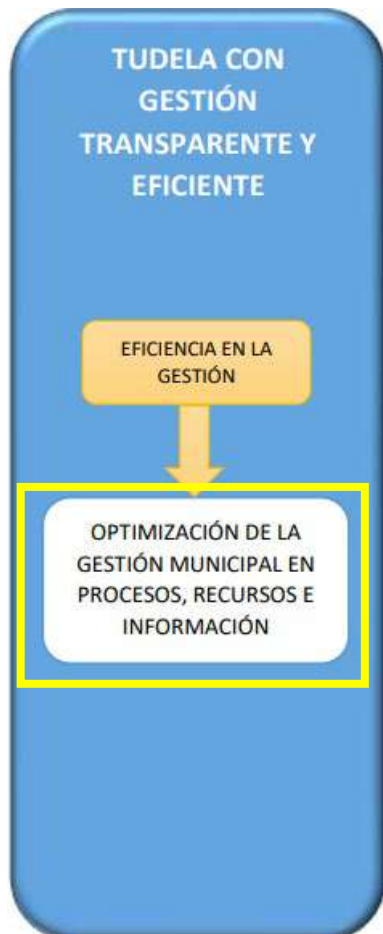 TUDELA CON
GESTIÓN
TRANSPARENTE Y
EFICIENTE
EFICIENCIA EN LA
GESTIÓN
OPTIMIZACIÓN DE LA
GESTIÓN MUNICIPAL EN
PROCESOS, RECURSOS E
INFORMACIÓN